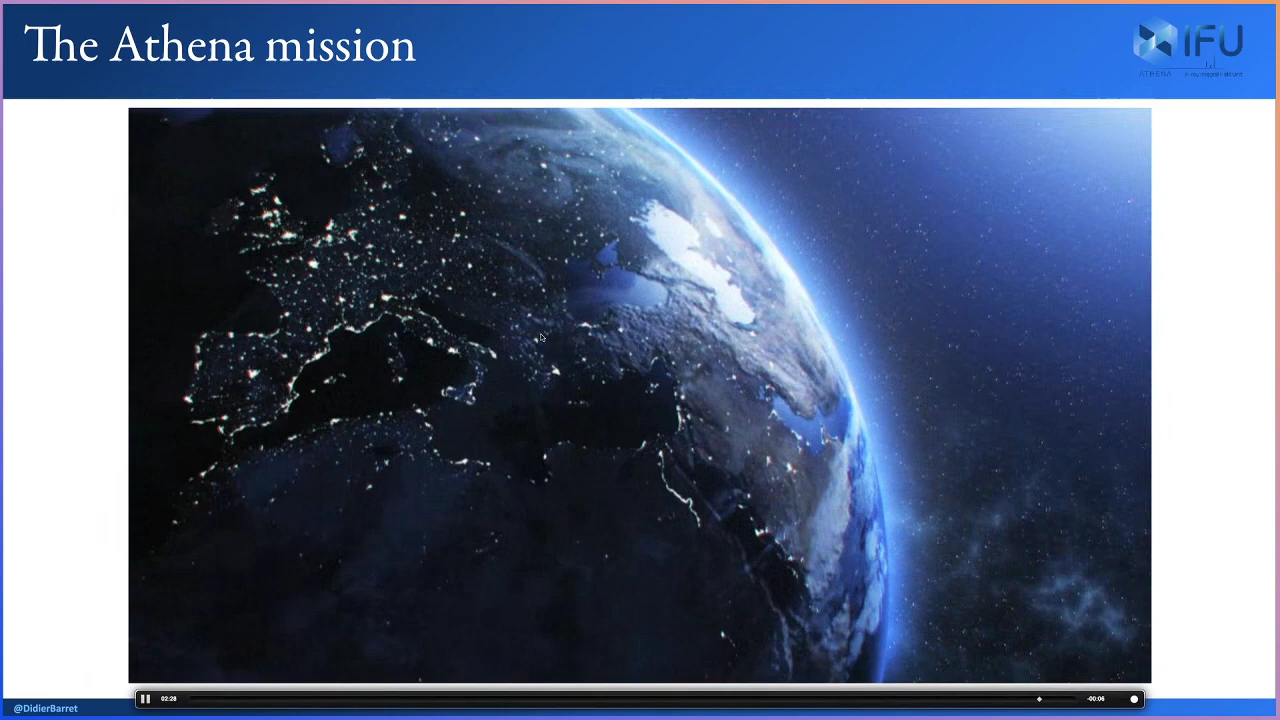 The Athena mission
IFU
ATHENA
02:28
-00:06
@DidierBarret